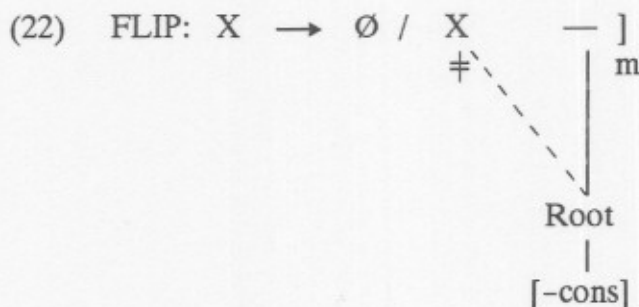 (22) FLIP: X → Ø / X — ]
m
Root
[-cons]